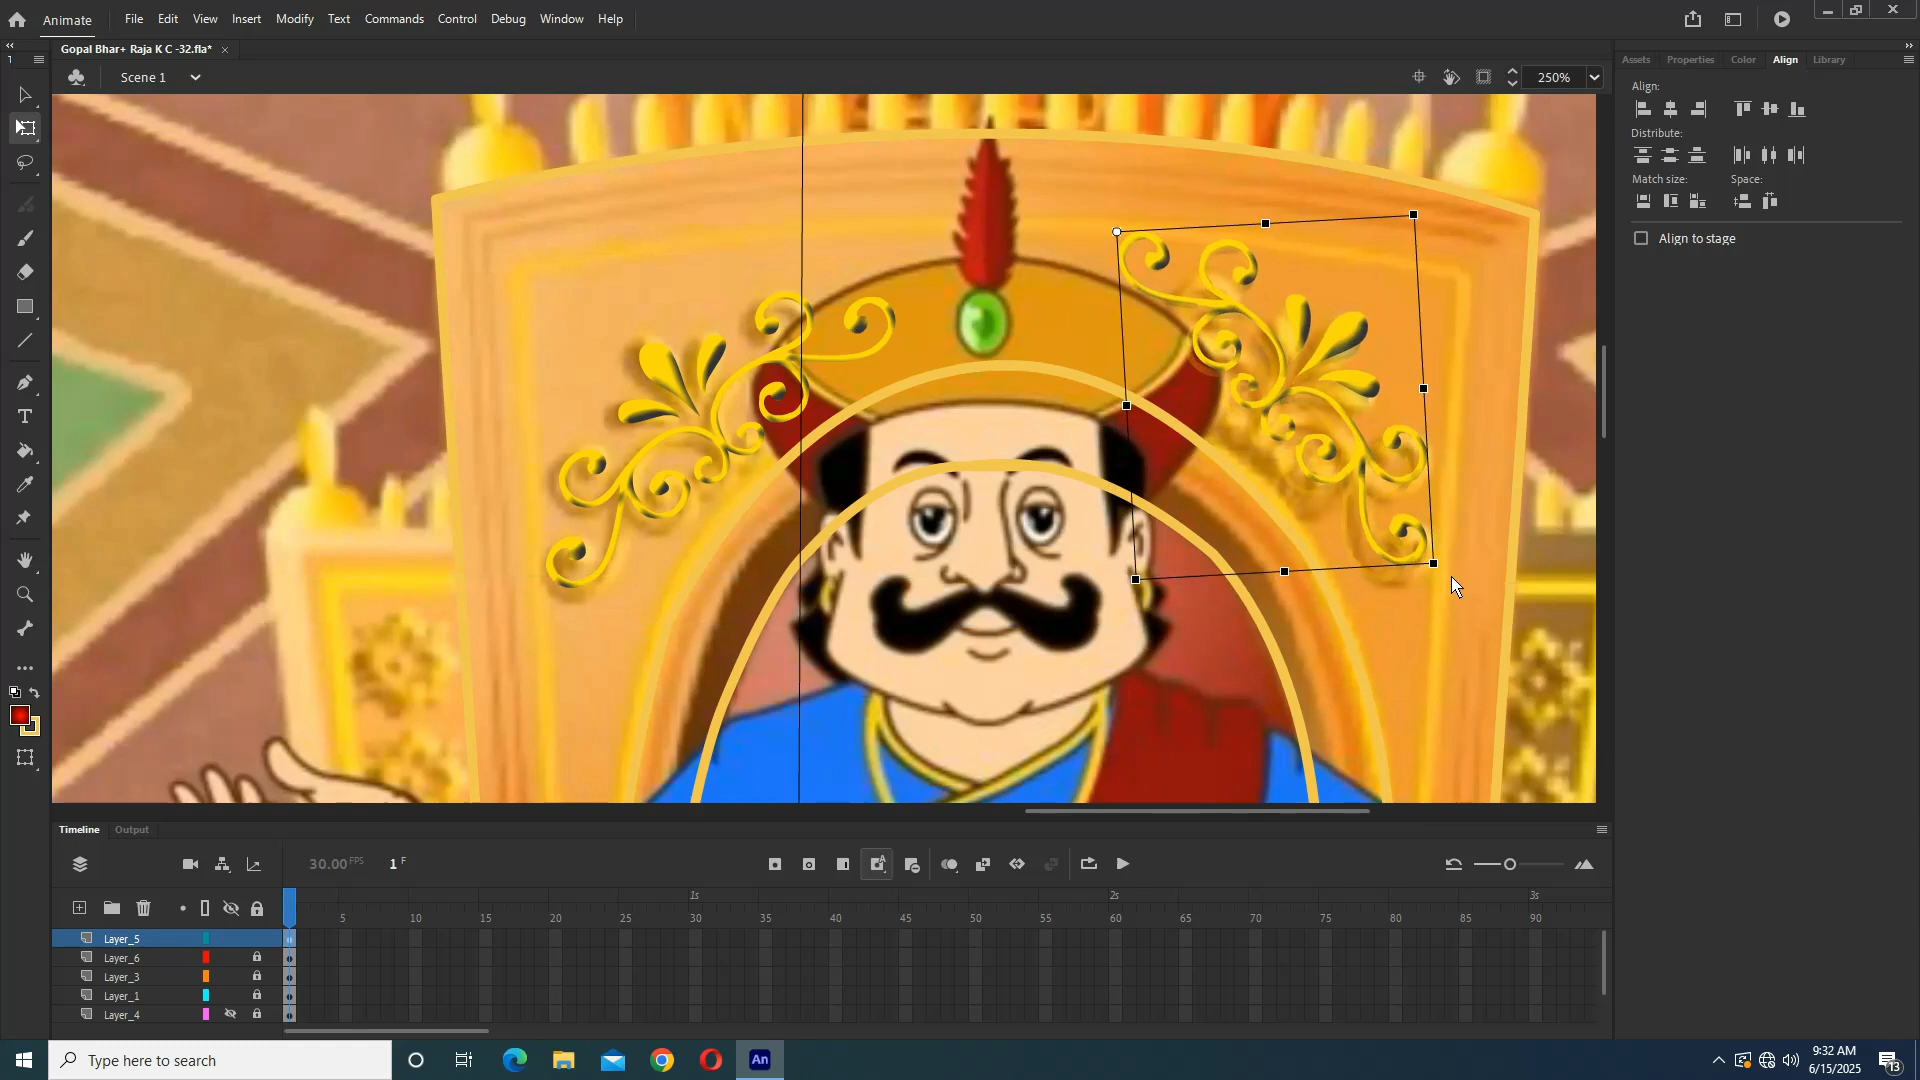 Animate File Edit View Insert Modify Text Commands Control Debug Window Help
Gopal Bhar+ Raja K C -32.fla* ×
Scene 1 250%
Assets Properties Color Align Library
Align:
Distribute:
Match size: Space:
Align to stage
Timeline Output
30.00 FPS 1 F
1s 2s 3s
5 10 15 20 25 30 35 40 45 50 55 60 65 70 75 80 85 90
Layer_5
Layer_6
Layer_3
Layer_1
Layer_4
Type here to search
An
9:32 AM
6/15/2025
13